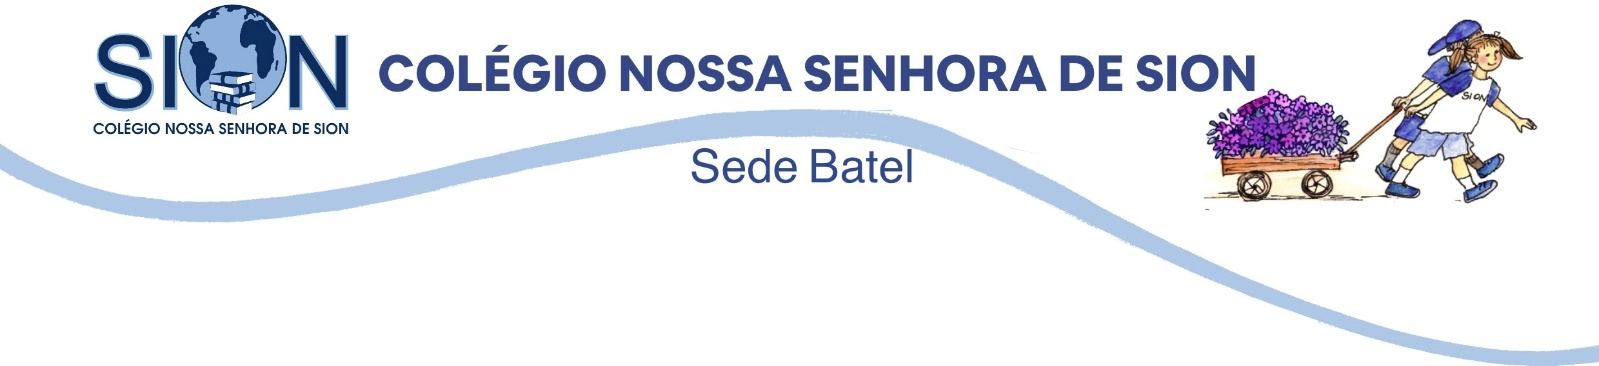 SION
COLÉGIO NOSSA SENHORA DE SION
COLÉGIO NOSSA SENHORA DE SION
Sede Batel
SION